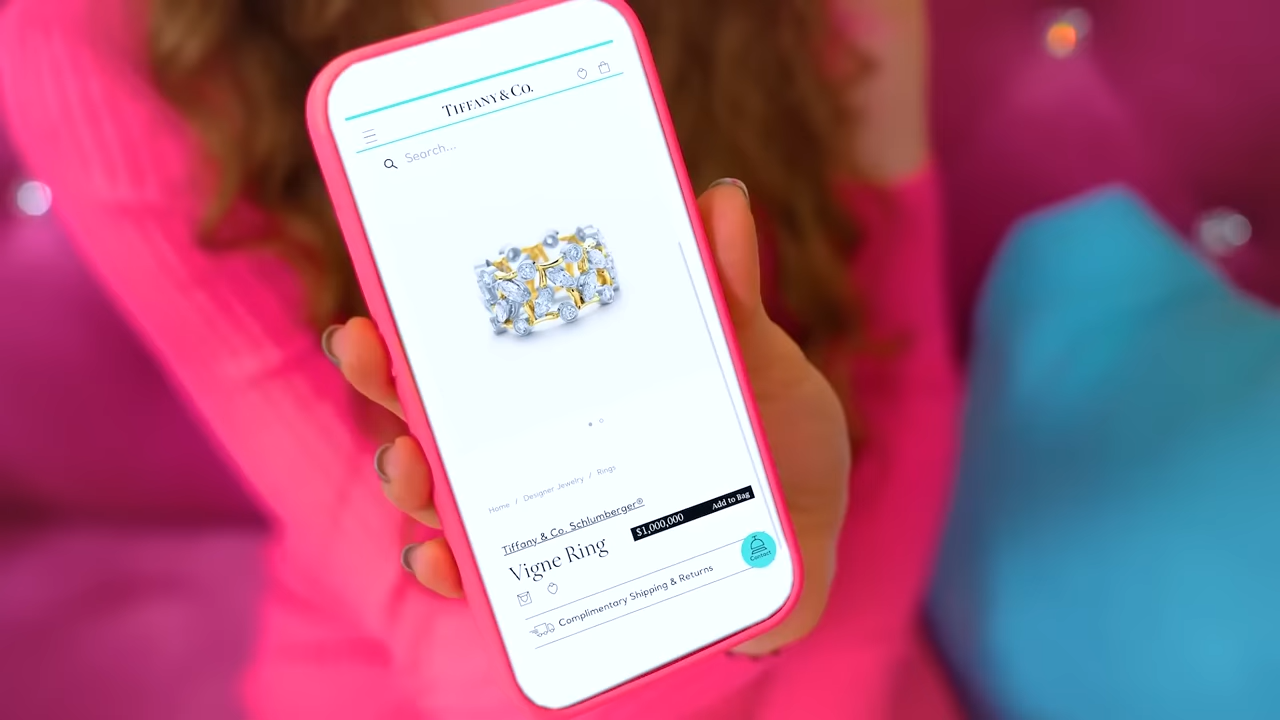 TIFFANY & CO.
Search...
Home / Designer Jewelry / Rings
Tiffany & Co. Schlumberger®
Vigne Ring
$1,000,000 Add to Bag
Contact
Complimentary Shipping & Returns